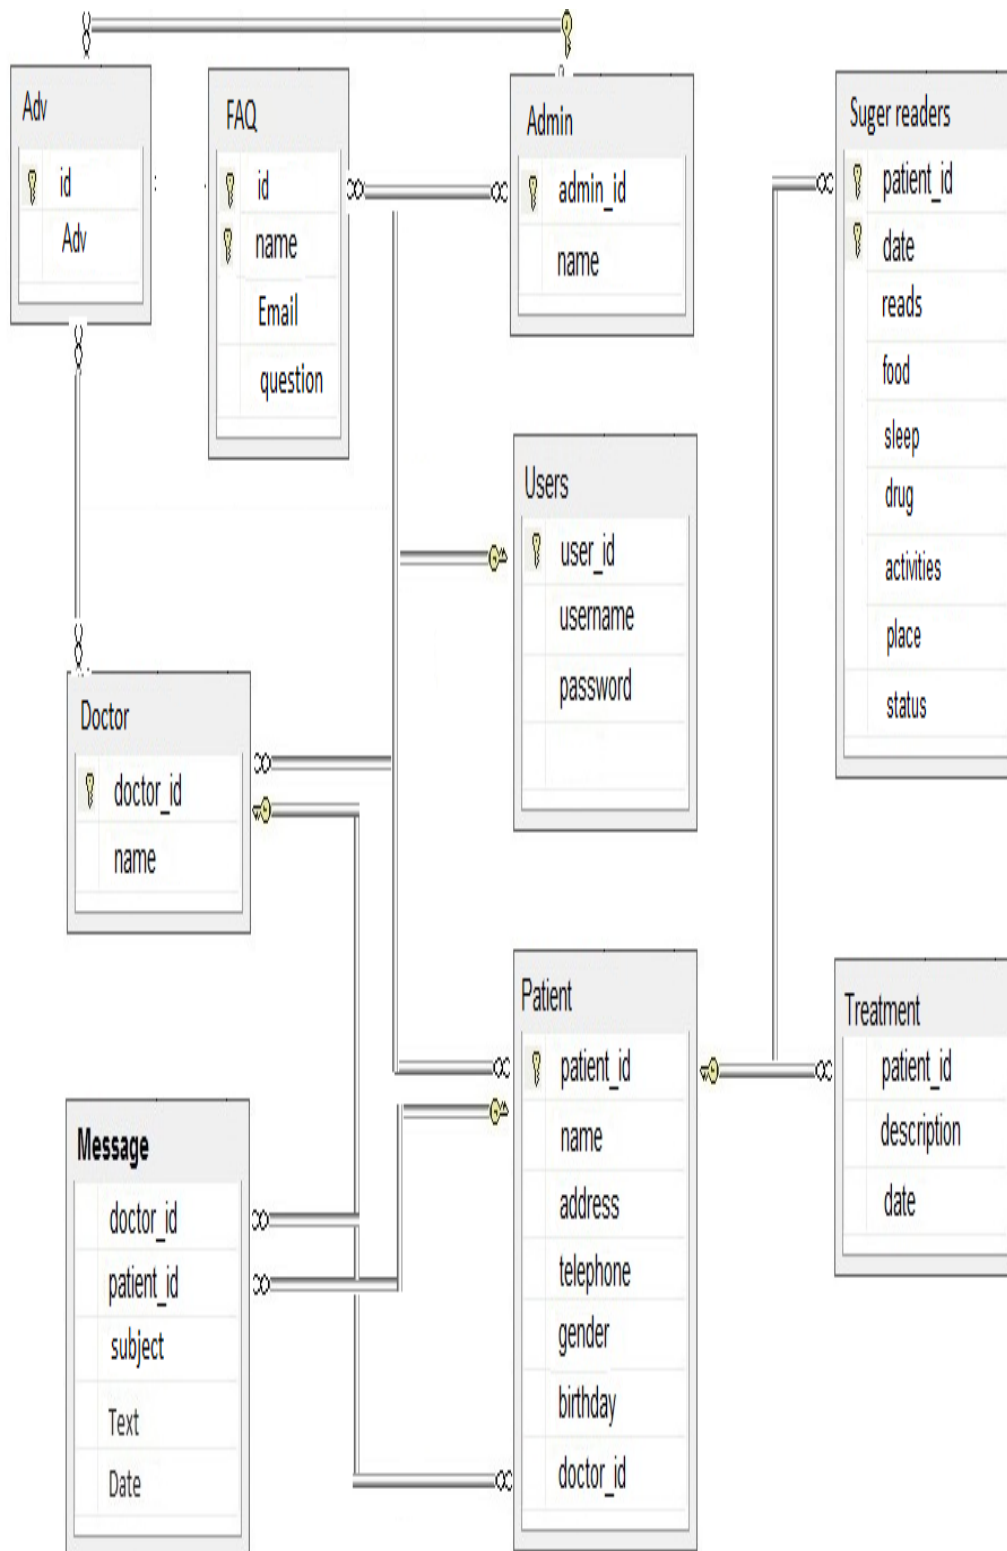 Adv
id
Adv
FAQ
id
name
Email
question
Admin
admin_id
name
Suger readers
patient_id
date
reads
food
sleep
drug
activities
place
status
Users
user_id
username
password
Doctor
doctor_id
name
Patient
patient_id
name
address
telephone
gender
birthday
doctor_id
Treatment
patient_id
description
date
Message
doctor_id
patient_id
subject
Text
Date